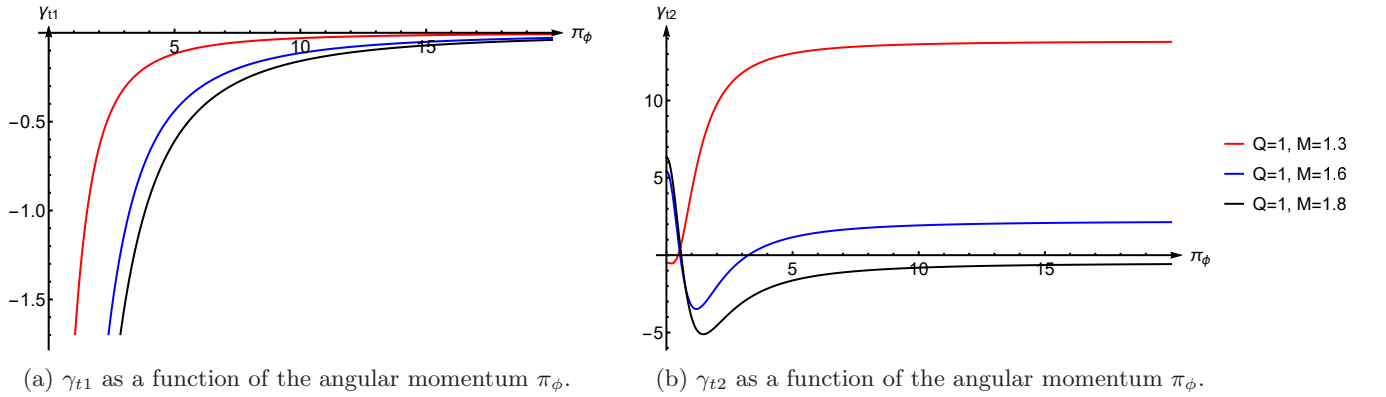 γt1
πϕ
5
10
15
−0.5
−1.0
−1.5
(a) γt1 as a function of the angular momentum πϕ.
γt2
10
5
πϕ
5
10
15
−5
Q=1, M=1.3
Q=1, M=1.6
Q=1, M=1.8
(b) γt2 as a function of the angular momentum πϕ.